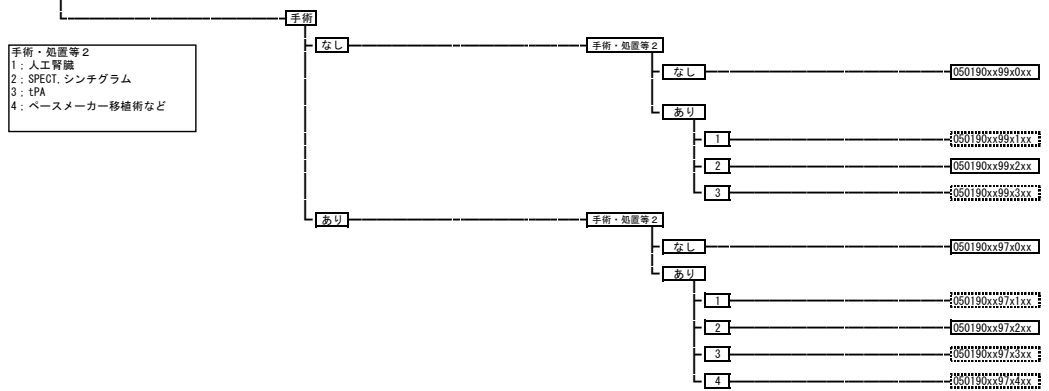 手術
手術・処置等２
1：人工腎臓
2：SPECT,シンチグラム
3：tPA
4：ペースメーカー移植術など
なし
手術・処置等２
なし
050190xx99x0xx
あり
1
050190xx99x1xx
2
050190xx99x2xx
3
050190xx99x3xx
あり
手術・処置等２
なし
050190xx97x0xx
あり
1
050190xx97x1xx
2
050190xx97x2xx
3
050190xx97x3xx
4
050190xx97x4xx